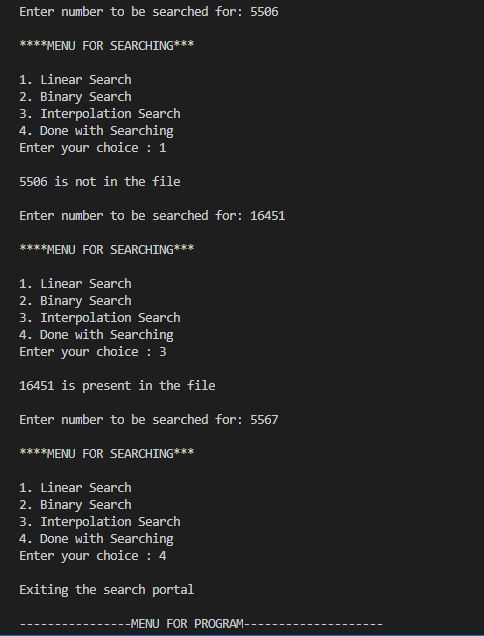 Enter number to be searched for: 5506
****MENU FOR SEARCHING***
1. Linear Search
2. Binary Search
3. Interpolation Search
4. Done with Searching
Enter your choice : 1
5506 is not in the file
Enter number to be searched for: 16451
****MENU FOR SEARCHING***
1. Linear Search
2. Binary Search
3. Interpolation Search
4. Done with Searching
Enter your choice : 3
16451 is present in the file
Enter number to be searched for: 5567
****MENU FOR SEARCHING***
1. Linear Search
2. Binary Search
3. Interpolation Search
4. Done with Searching
Enter your choice : 4
Exiting the search portal
----------------MENU FOR PROGRAM--------------------